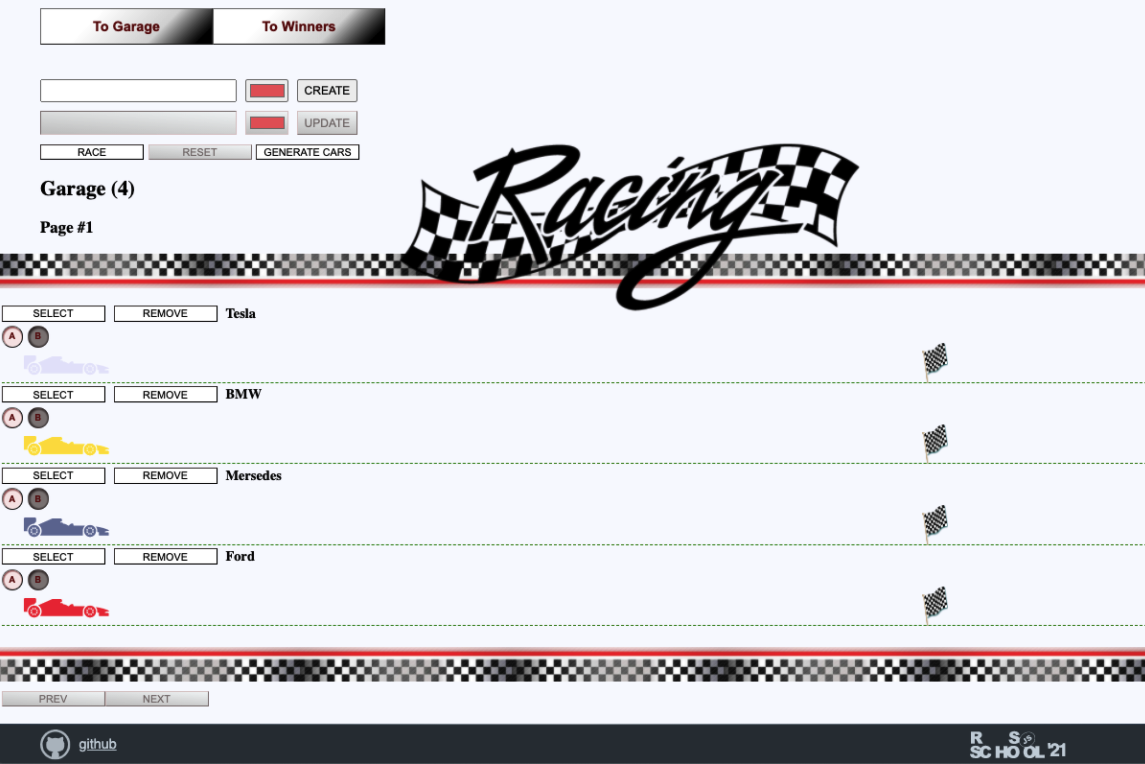 To Garage To Winners
CREATE
UPDATE
RACE RESET GENERATE CARS
Garage (4)
Page #1
Racing
SELECT REMOVE Tesla
A B
SELECT REMOVE BMW
A B
SELECT REMOVE Mersedes
A B
SELECT REMOVE Ford
A B
PREV NEXT
github
R S JS
SCHOOL '21